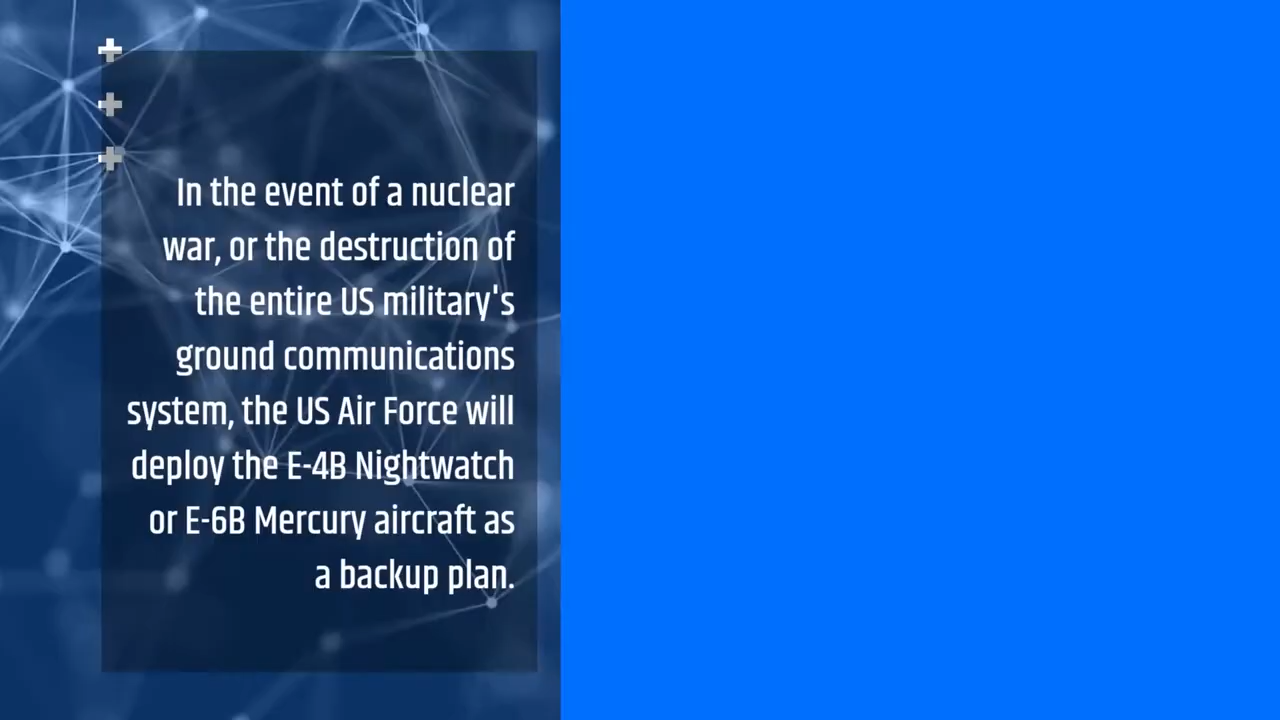 In the event of a nuclear
war, or the destruction of
the entire US military's
ground communications
system, the US Air Force will
deploy the E-4B Nightwatch
or E-6B Mercury aircraft as
a backup plan.